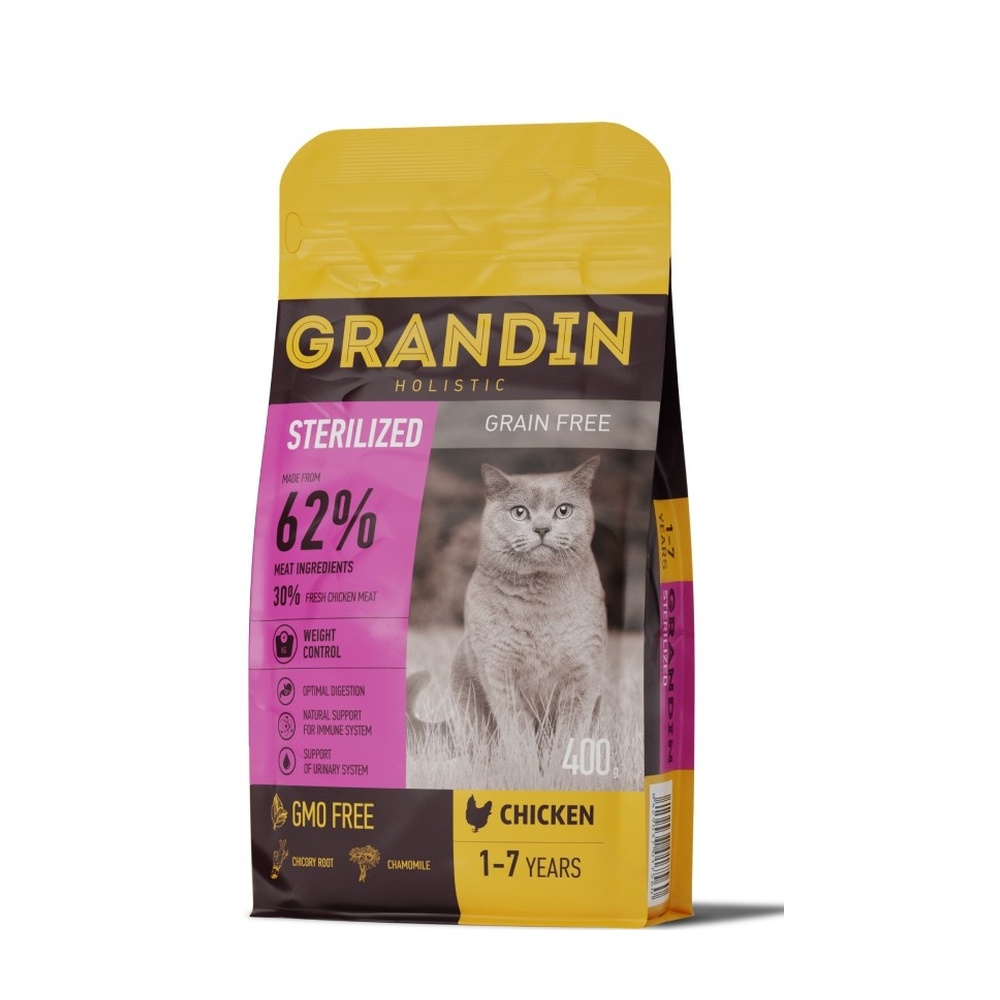 GRANDIN
HOLISTIC
STERILIZED
GRAIN FREE
MADE FROM
62%
MEAT INGREDIENTS
30% FRESH CHICKEN MEAT
KG
WEIGHT
CONTROL
OPTIMAL DIGESTION
NATURAL SUPPORT
FOR IMMUNE SYSTEM
SUPPORT
OF URINARY SYSTEM
400 g
GMO FREE
CHICORY ROOT
CHAMOMILE
CHICKEN
1-7 YEARS
1-7
YEARS
GRANDIN
STERILIZED